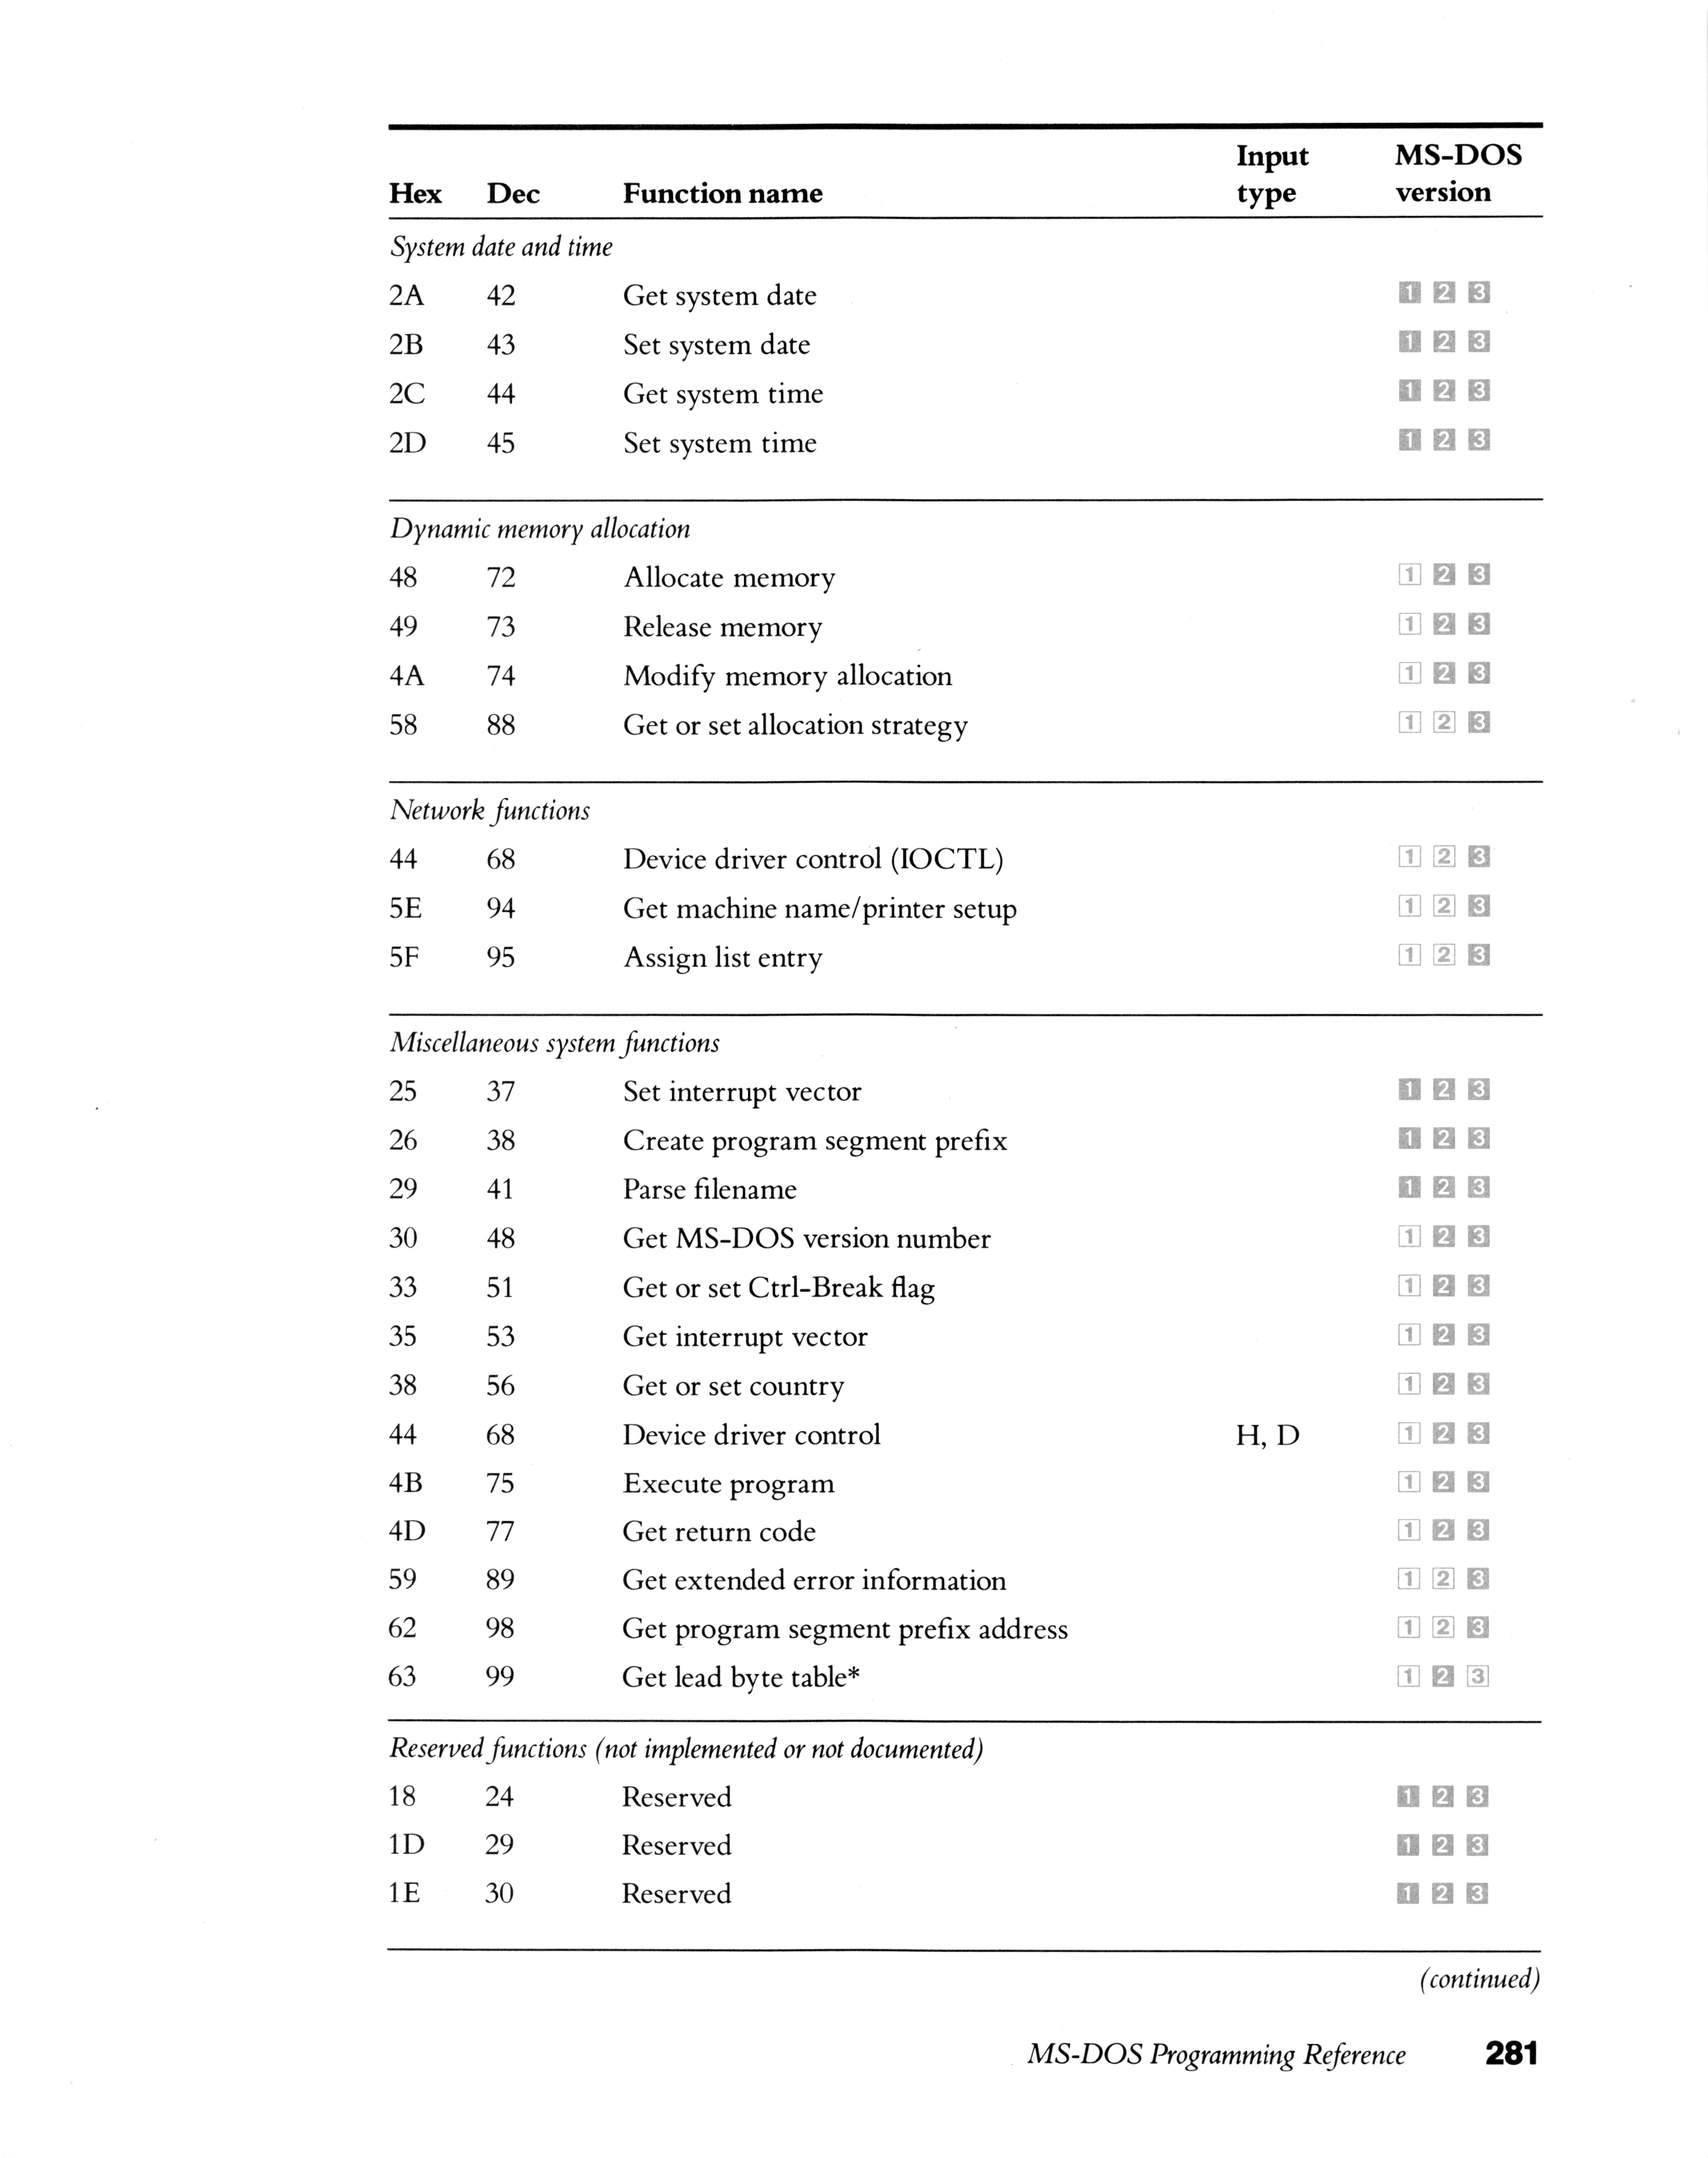 Input MS-DOS
Hex Dec Function name type version
System date and time
2A 42 Get system date 1 2 3
2B 43 Set system date 1 2 3
2C 44 Get system time 1 2 3
2D 45 Set system time 1 2 3
Dynamic memory allocation
48 72 Allocate memory 1 2 3
49 73 Release memory 1 2 3
4A 74 Modify memory allocation 1 2 3
58 88 Get or set allocation strategy 1 2 3
Network functions
44 68 Device driver control (IOCTL) 1 2 3
5E 94 Get machine name/printer setup 1 2 3
5F 95 Assign list entry 1 2 3
Miscellaneous system functions
25 37 Set interrupt vector 1 2 3
26 38 Create program segment prefix 1 2 3
29 41 Parse filename 1 2 3
30 48 Get MS-DOS version number 1 2 3
33 51 Get or set Ctrl-Break flag 1 2 3
35 53 Get interrupt vector 1 2 3
38 56 Get or set country 1 2 3
44 68 Device driver control H, D 1 2 3
4B 75 Execute program 1 2 3
4D 77 Get return code 1 2 3
59 89 Get extended error information 1 2 3
62 98 Get program segment prefix address 1 2 3
63 99 Get lead byte table* 1 2 3
Reserved functions (not implemented or not documented)
18 24 Reserved 1 2 3
1D 29 Reserved 1 2 3
1E 30 Reserved 1 2 3
(continued)
MS-DOS Programming Reference 281